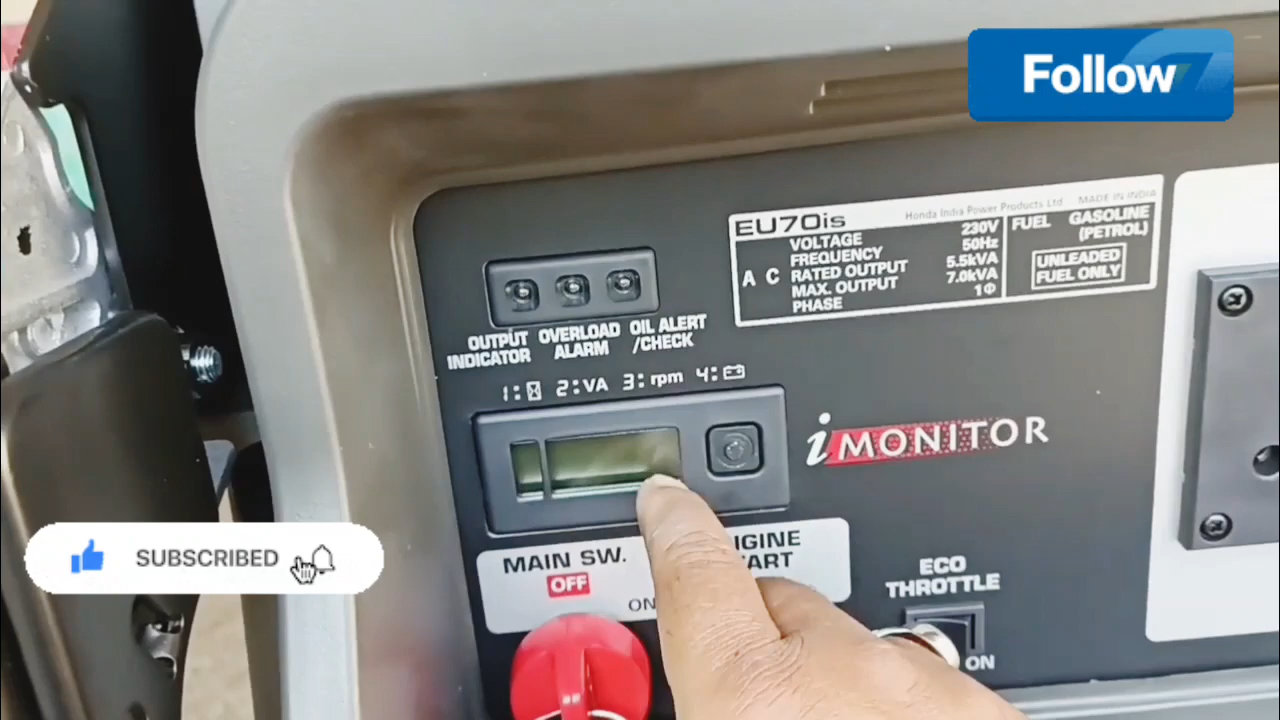 Follow
EU70is
Honda India Power Products Ltd
MADE IN INDIA
AC
VOLTAGE 230V
FREQUENCY 50Hz
RATED OUTPUT 5.5kVA
MAX. OUTPUT 7.0kVA
PHASE 1Φ
FUEL GASOLINE
(PETROL)
UNLEADED
FUEL ONLY
OUTPUT
INDICATOR
OVERLOAD
ALARM
OIL ALERT
/CHECK
1: 2:VA 3:rpm 4:
i MONITOR
MAIN SW.
OFF
ON
ECO
THROTTLE
ON
SUBSCRIBED